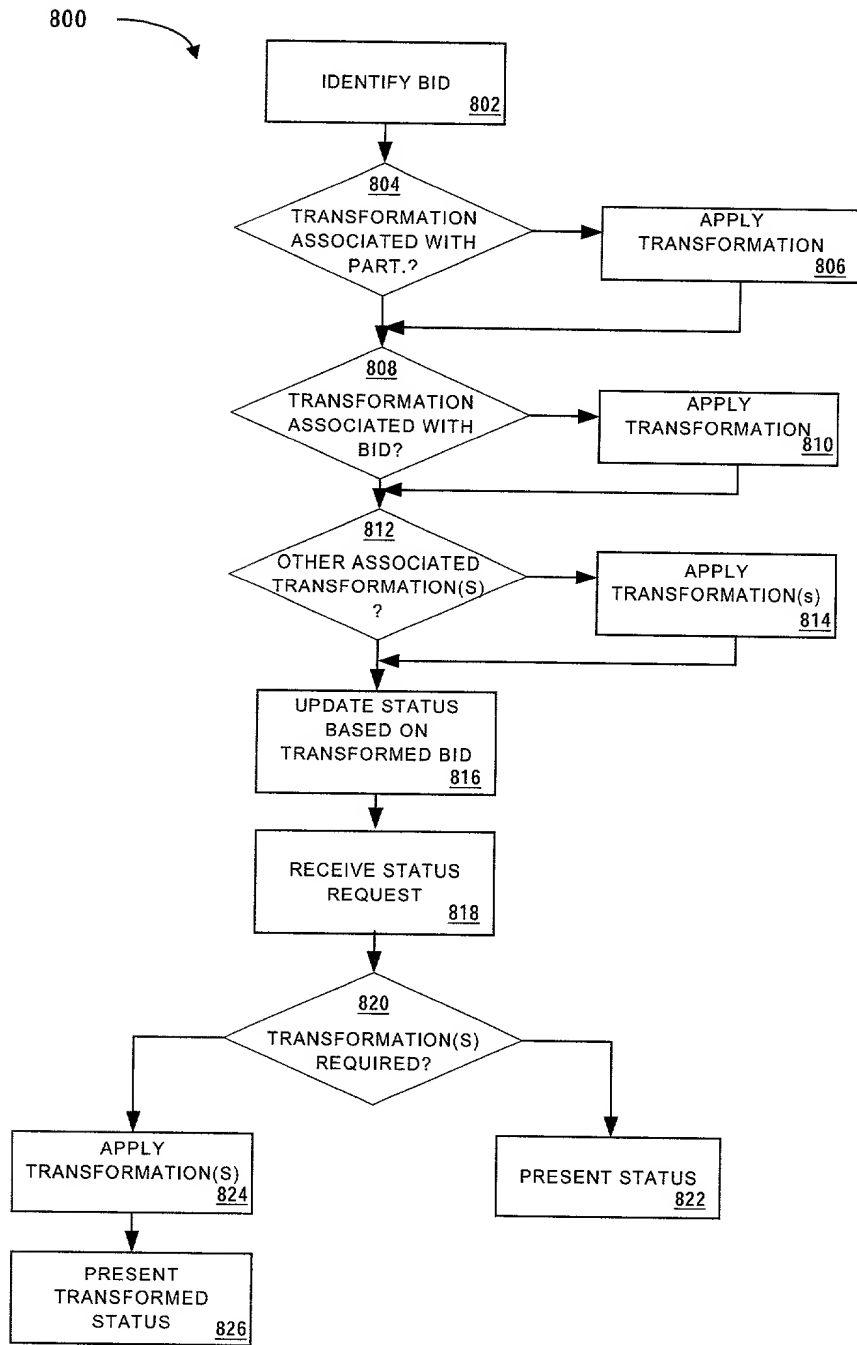 800
IDENTIFY BID
802
804
TRANSFORMATION
ASSOCIATED WITH
PART.?
APPLY
TRANSFORMATION
806
808
TRANSFORMATION
ASSOCIATED WITH
BID?
APPLY
TRANSFORMATION
810
812
OTHER ASSOCIATED
TRANSFORMATION(S)
?
APPLY
TRANSFORMATION(s)
814
UPDATE STATUS
BASED ON
TRANSFORMED BID
816
RECEIVE STATUS
REQUEST
818
820
TRANSFORMATION(S)
REQUIRED?
APPLY
TRANSFORMATION(S)
824
PRESENT STATUS
822
PRESENT
TRANSFORMED
STATUS
826